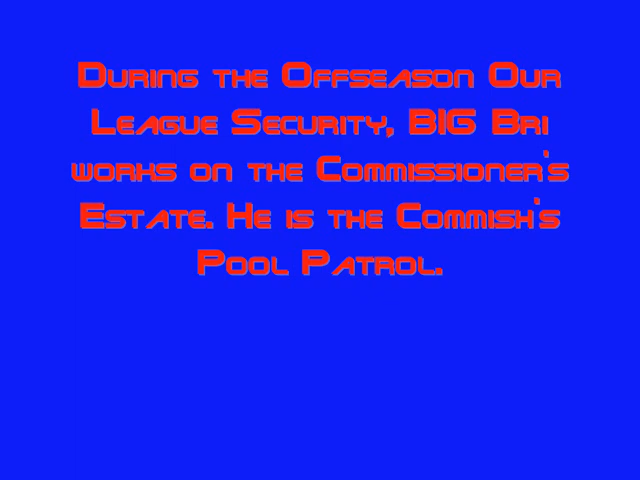 During the Offseason Our
League Security, BIG Bri
works on the Commissioner's
Estate. He is the Commish's
Pool Patrol.